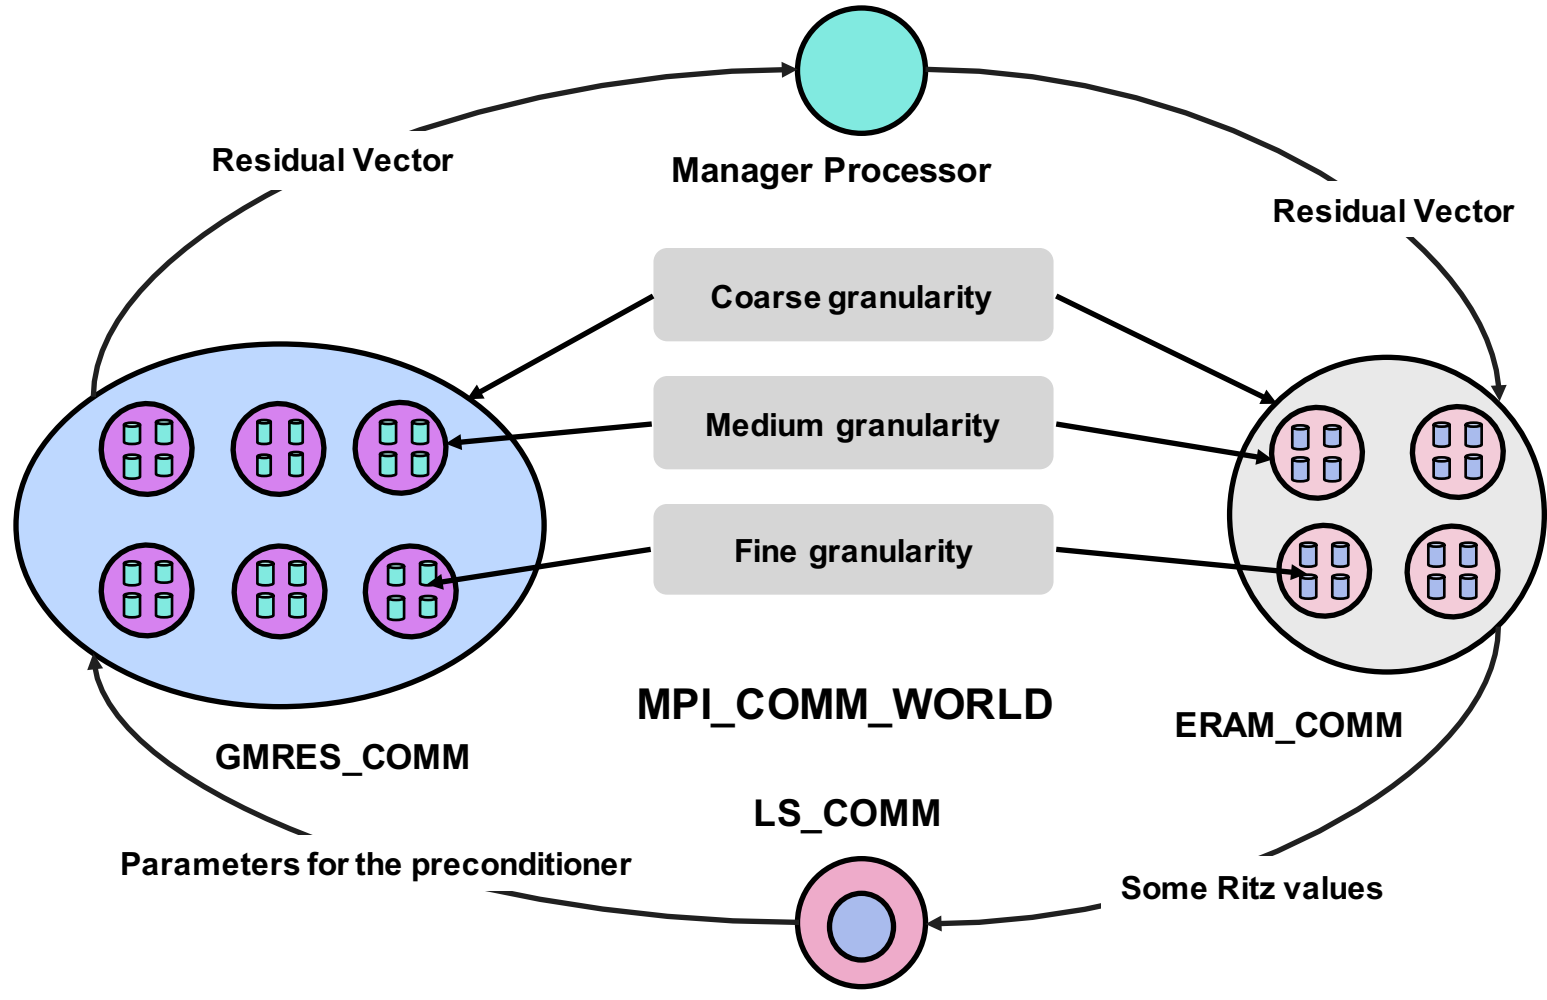 Residual Vector
Manager Processor
Residual Vector
Coarse granularity
Medium granularity
Fine granularity
MPI_COMM_WORLD
ERAM_COMM
GMRES_COMM
LS_COMM
Parameters for the preconditioner
Some Ritz values